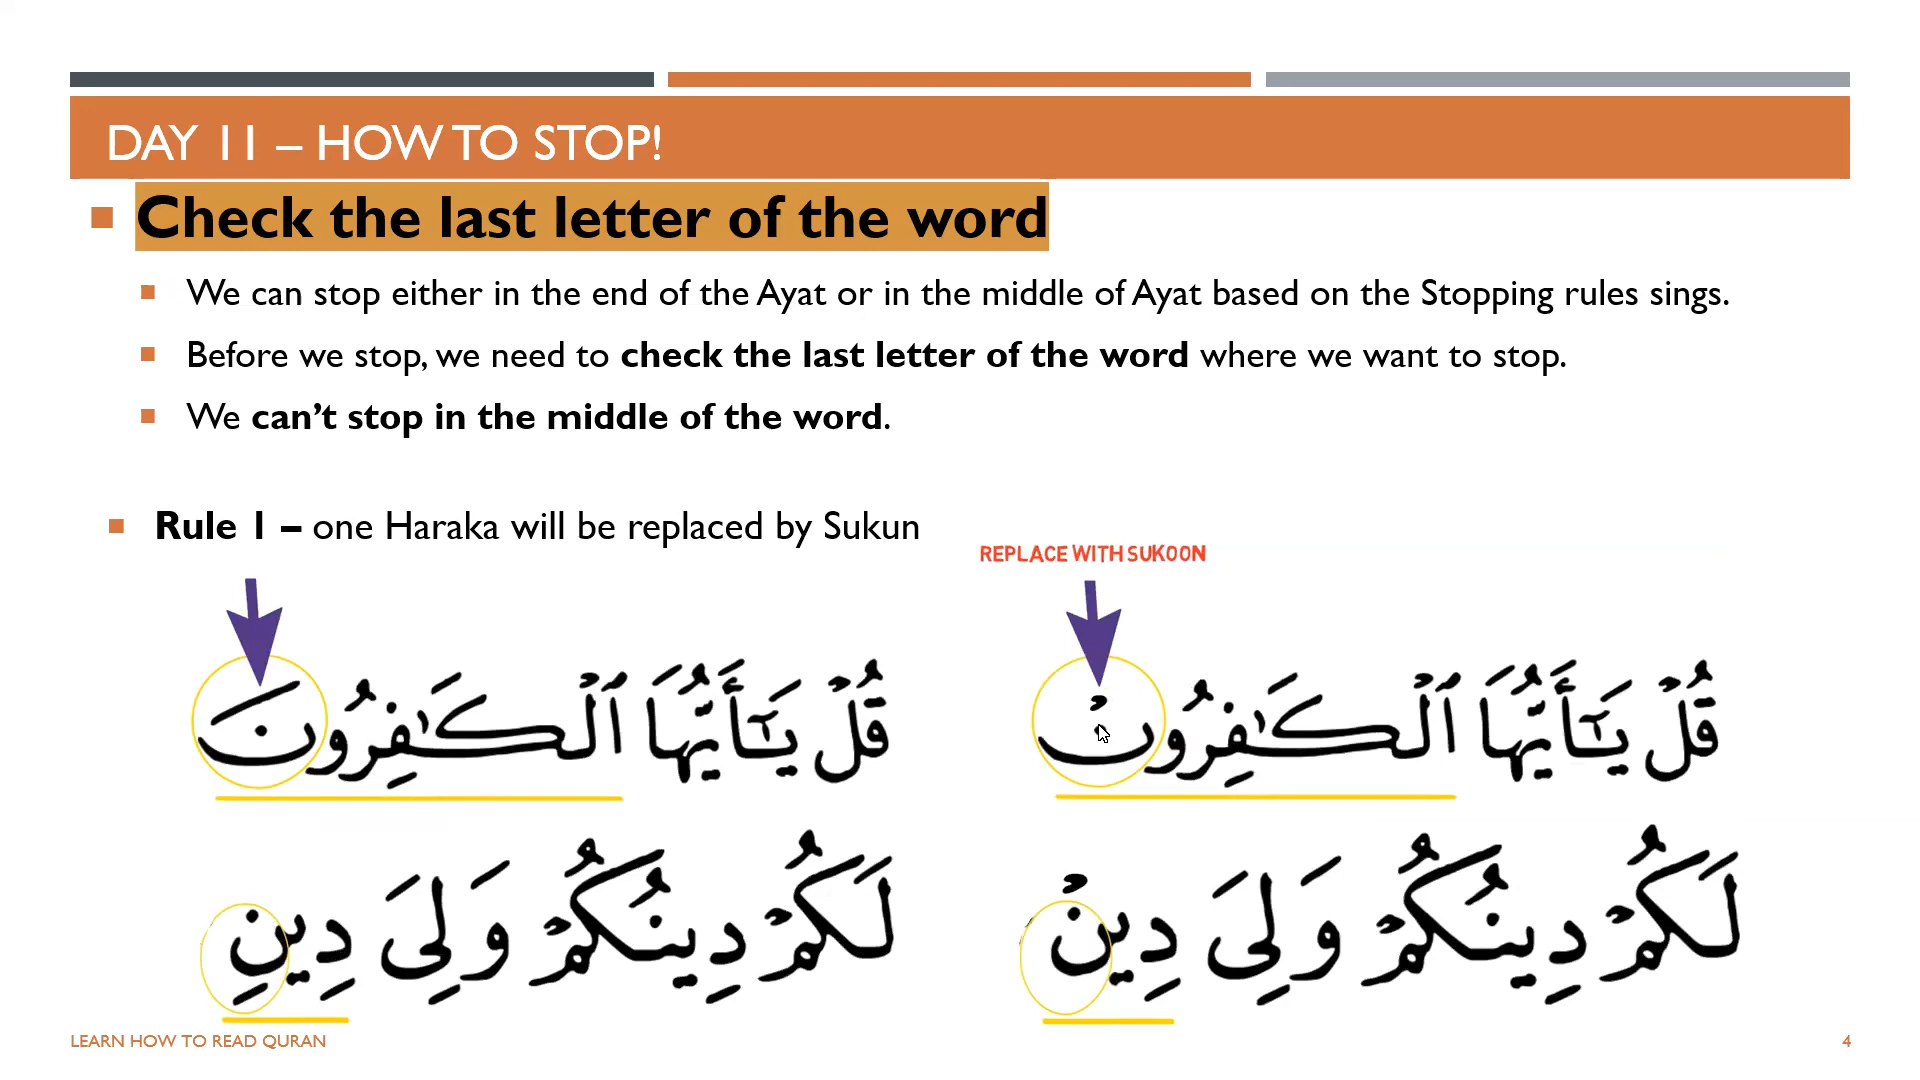 DAY 11 – HOW TO STOP!
Check the last letter of the word
We can stop either in the end of the Ayat or in the middle of Ayat based on the Stopping rules sings.
Before we stop, we need to check the last letter of the word where we want to stop.
We can’t stop in the middle of the word.
Rule 1 – one Haraka will be replaced by Sukun
REPLACE WITH SUKOON
قُلۡ يَـٰٓأَيُّهَا ٱلۡكَـٰفِرُونَ
قُلۡ يَـٰٓأَيُّهَا ٱلۡكَـٰفِرُونۡ
لَكُمۡ دِينُكُمۡ وَلِىَ دِينِ
لَكُمۡ دِينُكُمۡ وَلِىَ دِينۡ
LEARN HOW TO READ QURAN
4